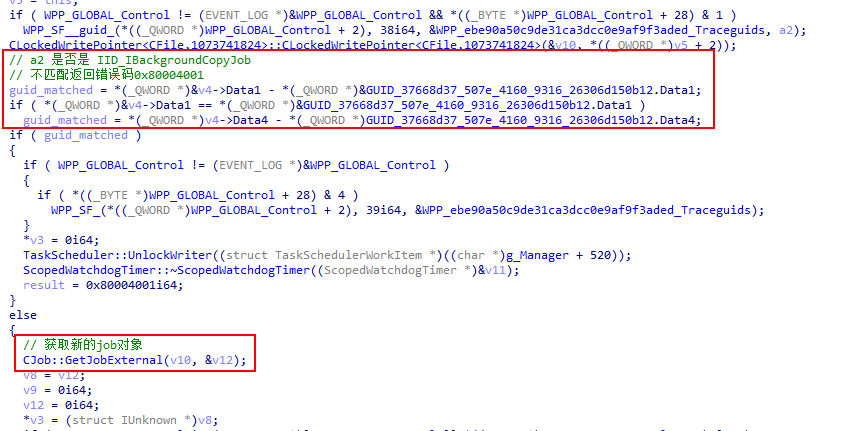 if ( WPP_GLOBAL_Control != (EVENT_LOG *)&WPP_GLOBAL_Control && *((_BYTE *)WPP_GLOBAL_Control + 28) & 1 )
WPP_SF__guid_(*((_QWORD *)WPP_GLOBAL_Control + 2), 38i64, &WPP_ebe90a50c9de31ca3dcc0e9af9f3aded_Traceguids, a2);
CLockedWritePointer<CFile,1073741824>::CLockedWritePointer<CFile,1073741824>(&v10, *((_QWORD *)v5 + 2));
// a2 是否是 IID_IBackgroundCopyJob
// 不匹配返回错误码0x80004001
guid_matched = *(_QWORD *)&v4->Data1 - *(_QWORD *)&GUID_37668d37_507e_4160_9316_26306d150b12.Data1;
if ( *(_QWORD *)&v4->Data1 == *(_QWORD *)&GUID_37668d37_507e_4160_9316_26306d150b12.Data1 )
guid_matched = *(_QWORD *)v4->Data4 - *(_QWORD *)GUID_37668d37_507e_4160_9316_26306d150b12.Data4;
if ( guid_matched )
{
if ( WPP_GLOBAL_Control != (EVENT_LOG *)&WPP_GLOBAL_Control )
{
if ( *((_BYTE *)WPP_GLOBAL_Control + 28) & 4 )
WPP_SF_(*((_QWORD *)WPP_GLOBAL_Control + 2), 39i64, &WPP_ebe90a50c9de31ca3dcc0e9af9f3aded_Traceguids);
}
*v3 = 0i64;
TaskScheduler::UnlockWriter((struct TaskSchedulerWorkItem *)((char *)g_Manager + 520));
ScopedWatchdogTimer::~ScopedWatchdogTimer((ScopedWatchdogTimer *)&v11);
result = 0x80004001i64;
}
else
{
// 获取新的job对象
CJob::GetJobExternal(v10, &v12);
v8 = v12;
v9 = 0i64;
v12 = 0i64;
*v3 = (struct IUnknown *)v8;